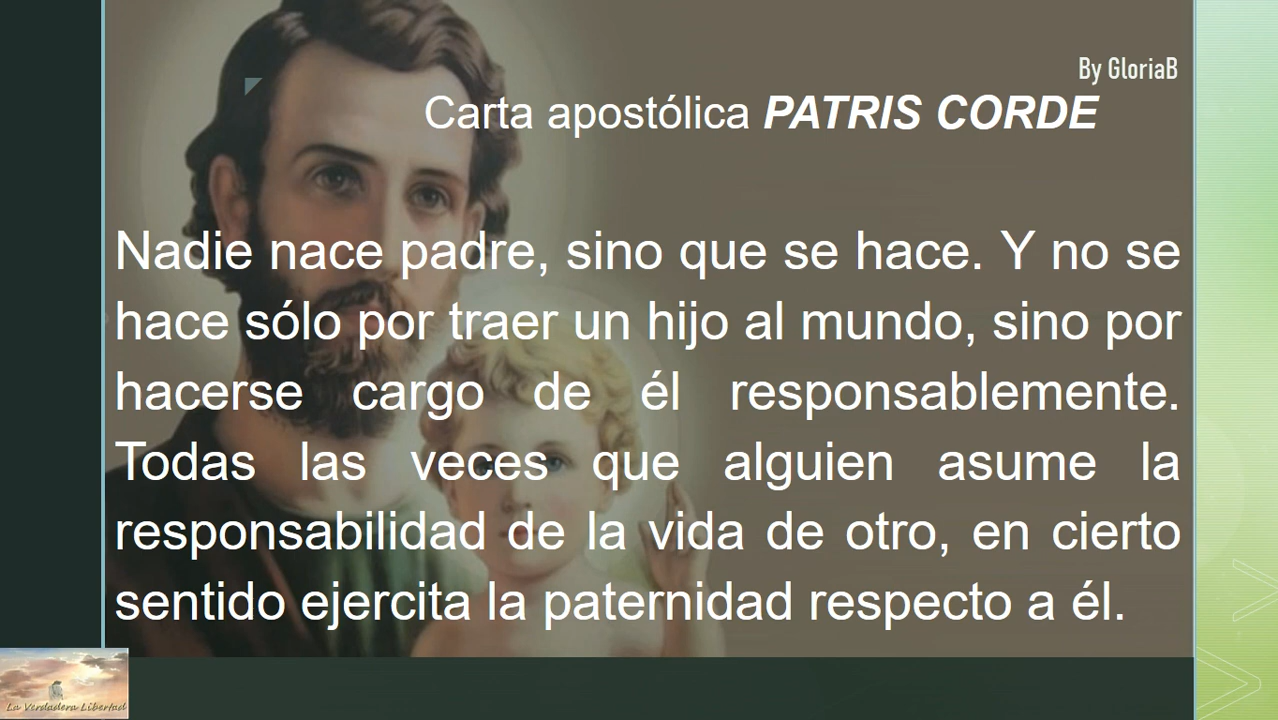 By GloriaB
Carta apostólica PATRIS CORDE
Nadie nace padre, sino que se hace. Y no se
hace sólo por traer un hijo al mundo, sino por
hacerse cargo de él responsablemente.
Todas las veces que alguien asume la
responsabilidad de la vida de otro, en cierto
sentido ejercita la paternidad respecto a él.
La Verdadera Libertad